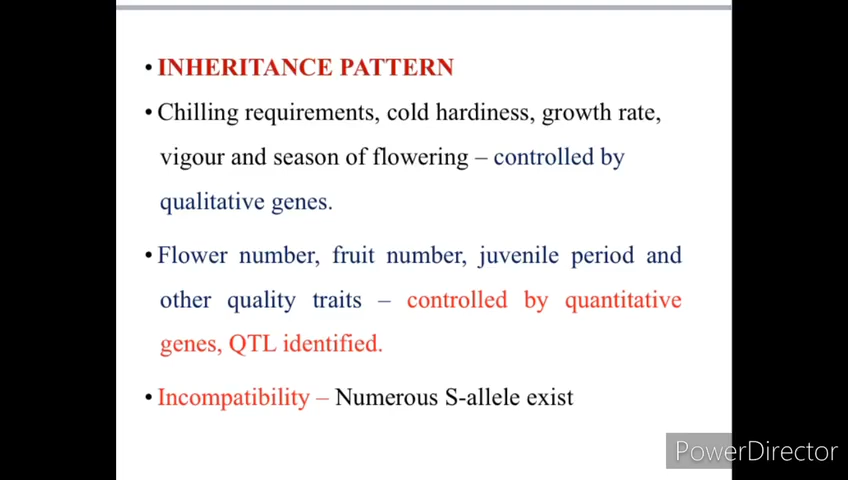 • INHERITANCE PATTERN
• Chilling requirements, cold hardiness, growth rate,
vigour and season of flowering – controlled by
qualitative genes.
• Flower number, fruit number, juvenile period and
other quality traits – controlled by quantitative
genes, QTL identified.
• Incompatibility – Numerous S-allele exist
PowerDirector